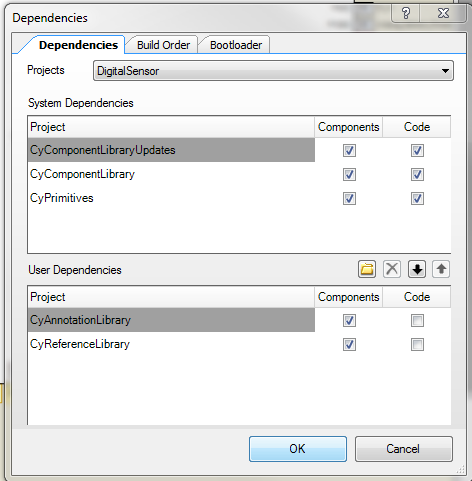 Dependencies
Dependencies Build Order Bootloader
Projects DigitalSensor
System Dependencies
Project Components Code
CyComponentLibraryUpdates
CyComponentLibrary
CyPrimitives
User Dependencies
Project Components Code
CyAnnotationLibrary
CyReferenceLibrary
OK Cancel